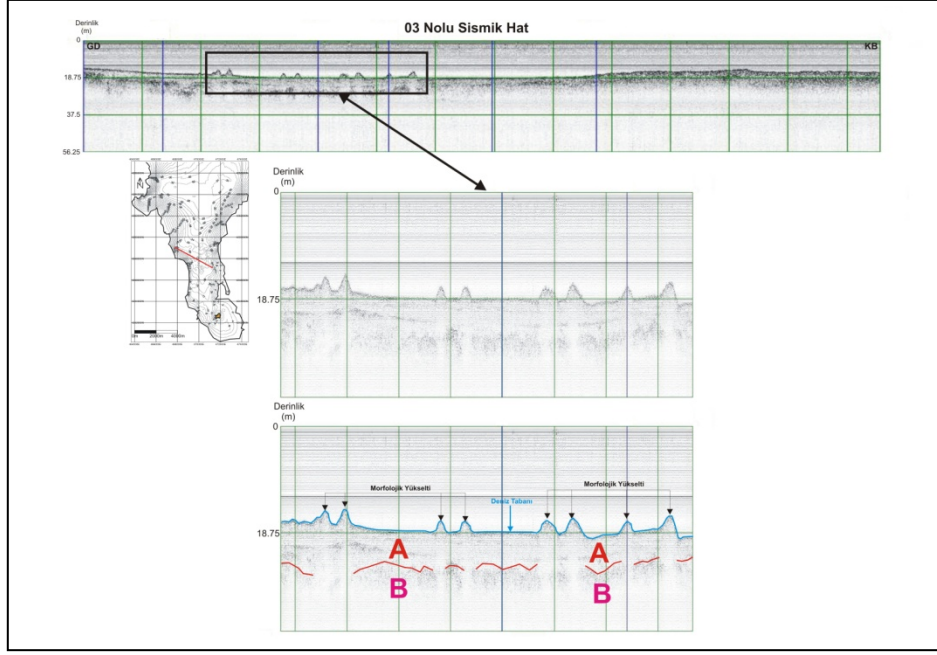 03 Nolu Sismik Hat
Derinlik
(m)
0
GD
KB
18.75
37.5
56.25
N
Derinlik
(m)
0
18.75
Derinlik
(m)
0
Morfolojik Yükselti
Deniz Tabanı
Morfolojik Yükselti
18.75
A
A
B
B